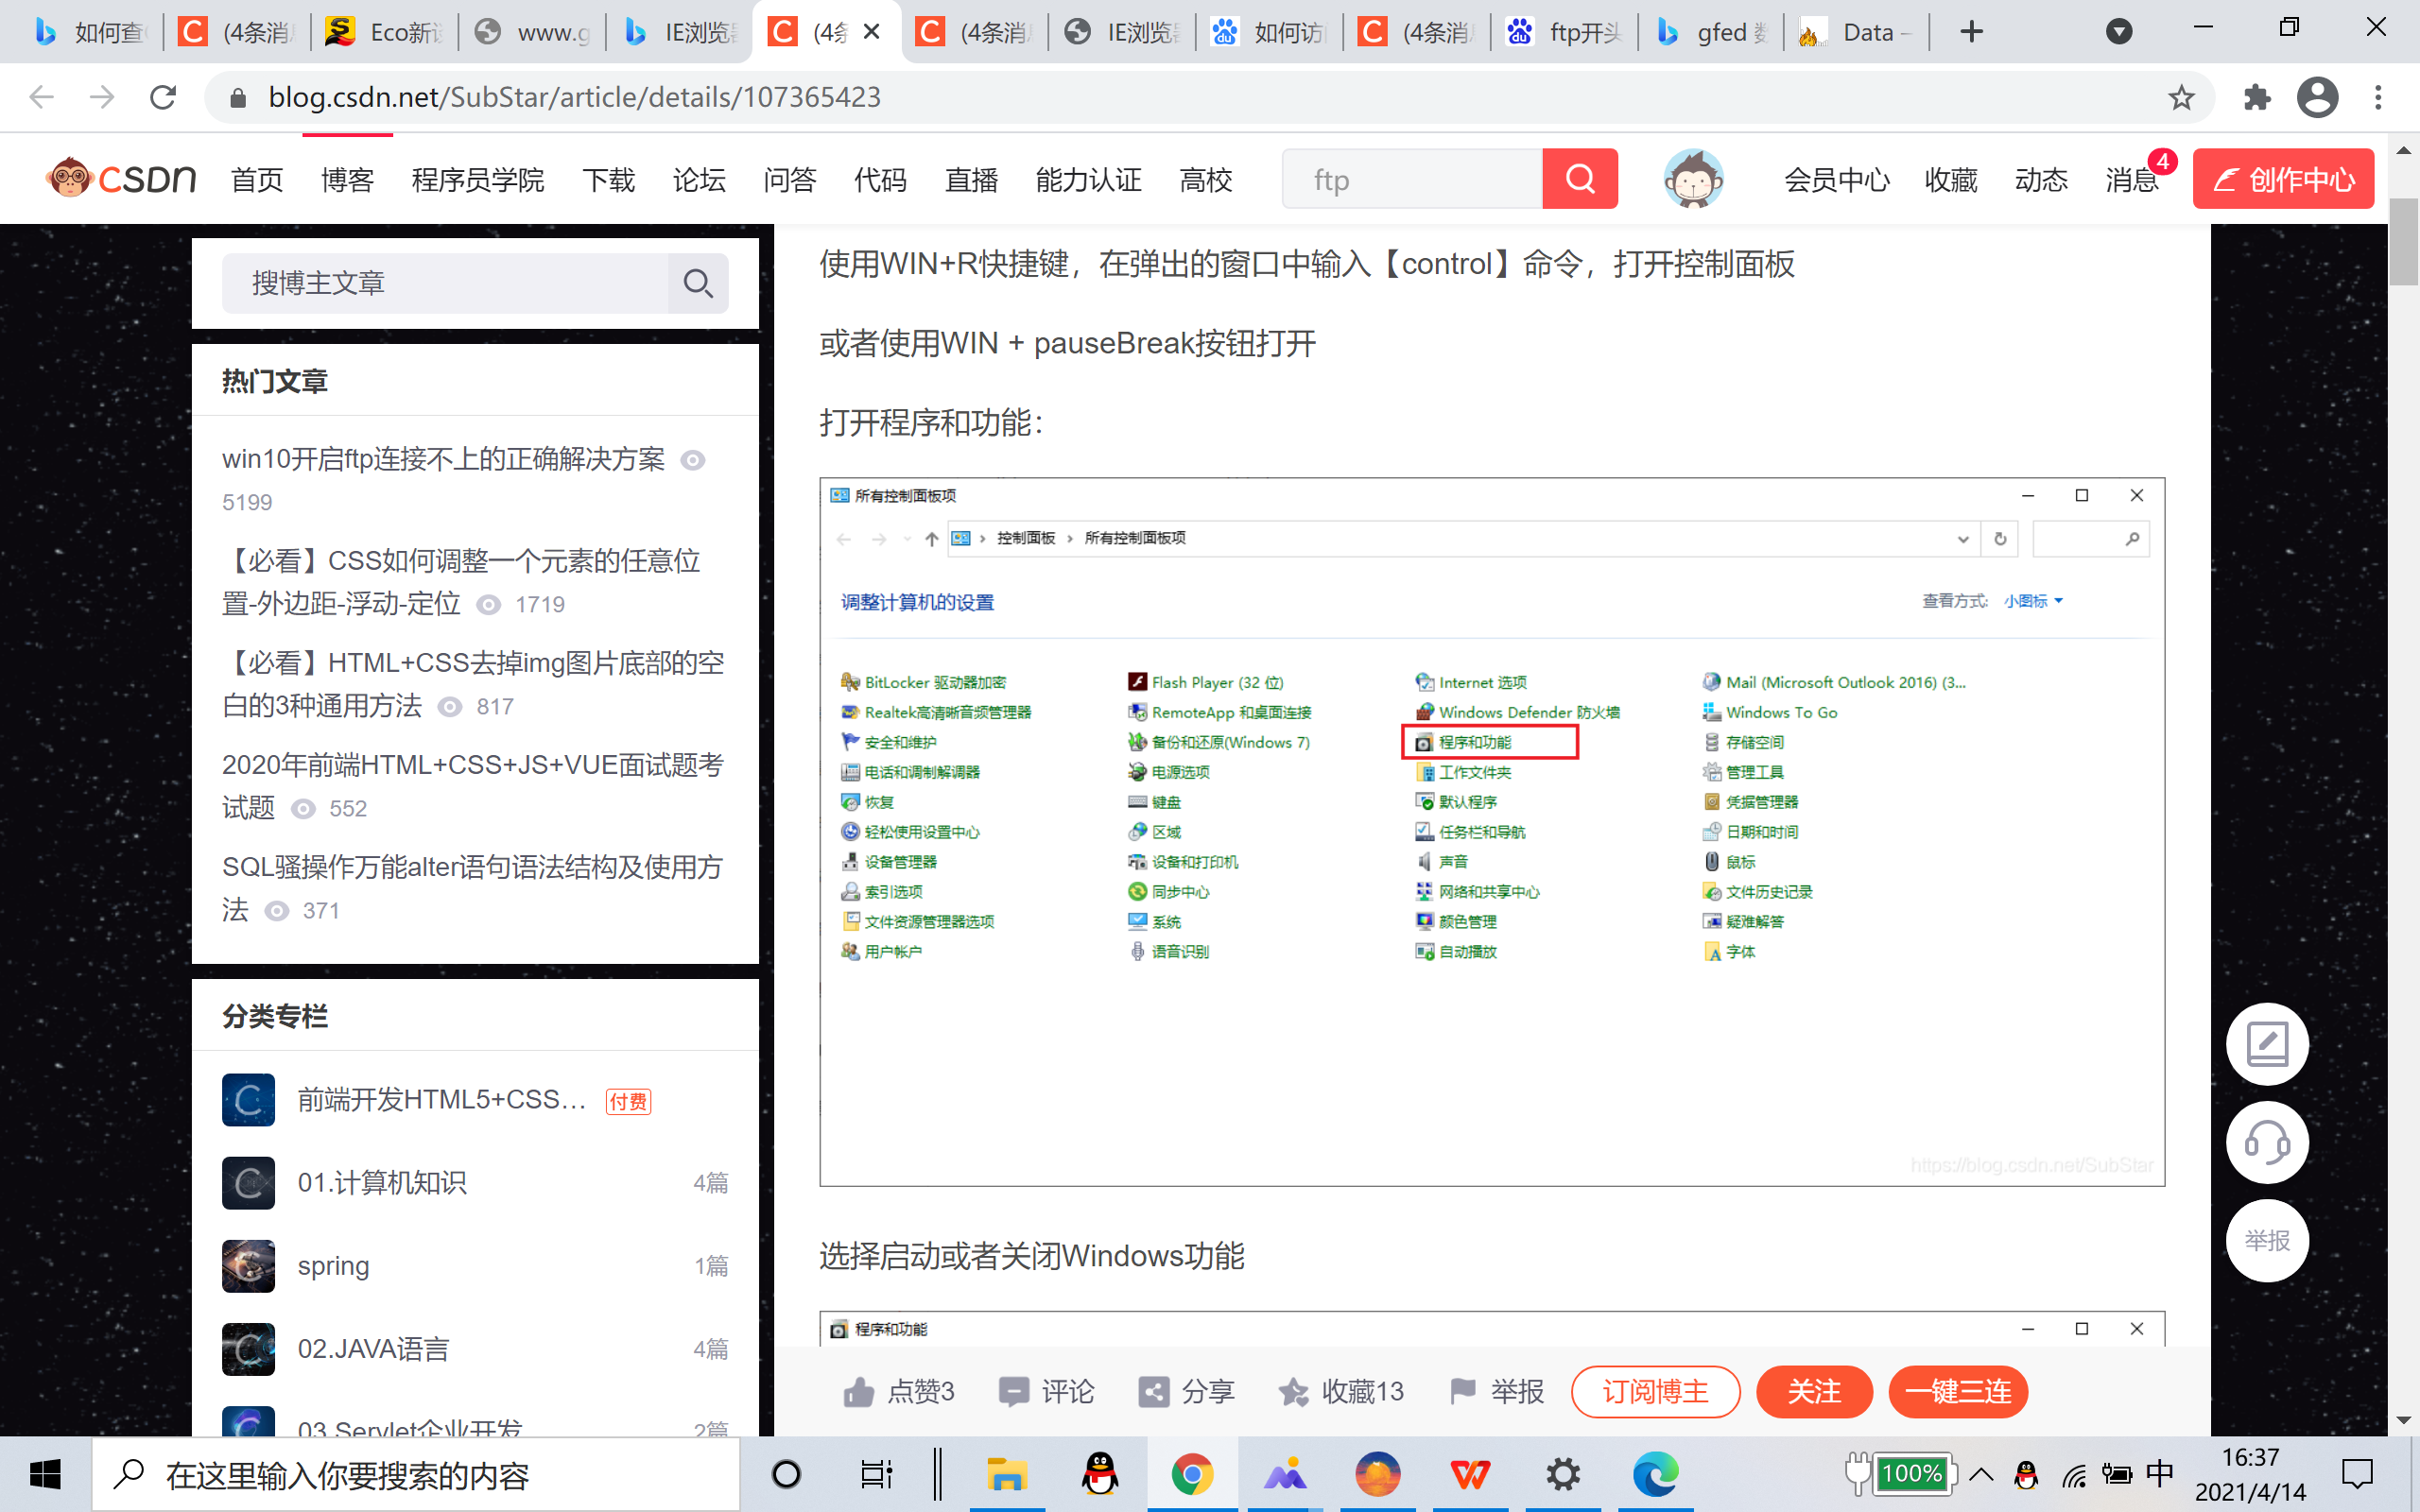 如何查
(4条消
Eco新
www.g
IE浏览
(4条
(4条消
IE浏览
如何访
(4条消
ftp开头
gfed 数
Data –
blog.csdn.net/SubStar/article/details/107365423
CSDN 首页 博客 程序员学院 下载 论坛 问答 代码 直播 能力认证 高校 ftp 会员中心 收藏 动态 消息 4 创作中心
搜博主文章
热门文章
win10开启ftp连接不上的正确解决方案
5199
【必看】CSS如何调整一个元素的任意位
置-外边距-浮动-定位 1719
【必看】HTML+CSS去掉img图片底部的空
白的3种通用方法 817
2020年前端HTML+CSS+JS+VUE面试题考
试题 552
SQL骚操作万能alter语句语法结构及使用方
法 371
分类专栏
前端开发HTML5+CSS… 付费
01.计算机知识 4篇
spring 1篇
02.JAVA语言 4篇
03.Servlet企业开发 2篇
使用WIN+R快捷键，在弹出的窗口中输入【control】命令，打开控制面板
或者使用WIN + pauseBreak按钮打开
打开程序和功能：
所有控制面板项
控制面板 › 所有控制面板项
调整计算机的设置
查看方式: 小图标
BitLocker 驱动器加密 Flash Player (32 位) Internet 选项 Mail (Microsoft Outlook 2016) (3...
Realtek高清晰音频管理器 RemoteApp 和桌面连接 Windows Defender 防火墙 Windows To Go
安全和维护 备份和还原(Windows 7) 程序和功能 存储空间
电话和调制解调器 电源选项 工作文件夹 管理工具
恢复 键盘 默认程序 凭据管理器
轻松使用设置中心 区域 任务栏和导航 日期和时间
设备管理器 设备和打印机 声音 鼠标
索引选项 同步中心 网络和共享中心 文件历史记录
文件资源管理器选项 系统 颜色管理 疑难解答
用户帐户 语音识别 自动播放 字体
https://blog.csdn.net/SubStar
选择启动或者关闭Windows功能
程序和功能
点赞3 评论 分享 收藏13 举报 订阅博主 关注 一键三连
举报
在这里输入你要搜索的内容
100%
中
16:37
2021/4/14